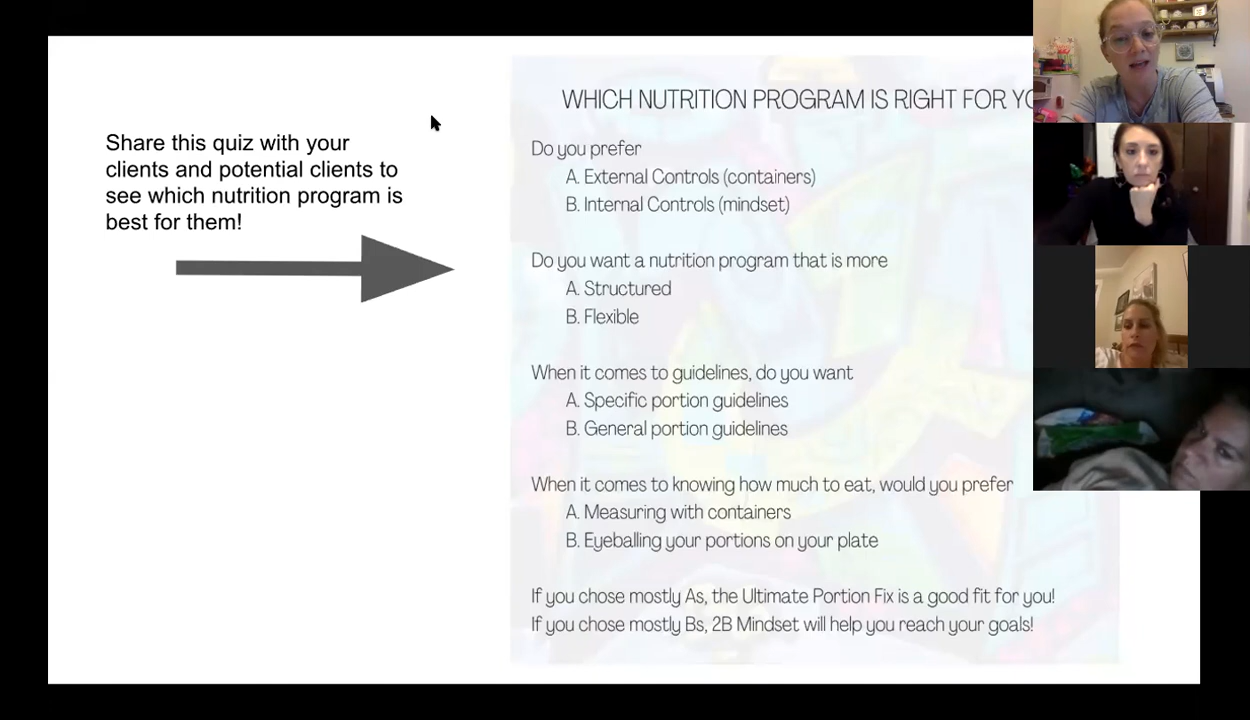 Share this quiz with your
clients and potential clients to
see which nutrition program is
best for them!
WHICH NUTRITION PROGRAM IS RIGHT FOR
Do you prefer
A. External Controls (containers)
B. Internal Controls (mindset)
Do you want a nutrition program that is more
A. Structured
B. Flexible
When it comes to guidelines, do you want
A. Specific portion guidelines
B. General portion guidelines
When it comes to knowing how much to eat, would you prefer
A. Measuring with containers
B. Eyeballing your portions on your plate
If you chose mostly As, the Ultimate Portion Fix is a good fit for you!
If you chose mostly Bs, 2B Mindset will help you reach your goals!